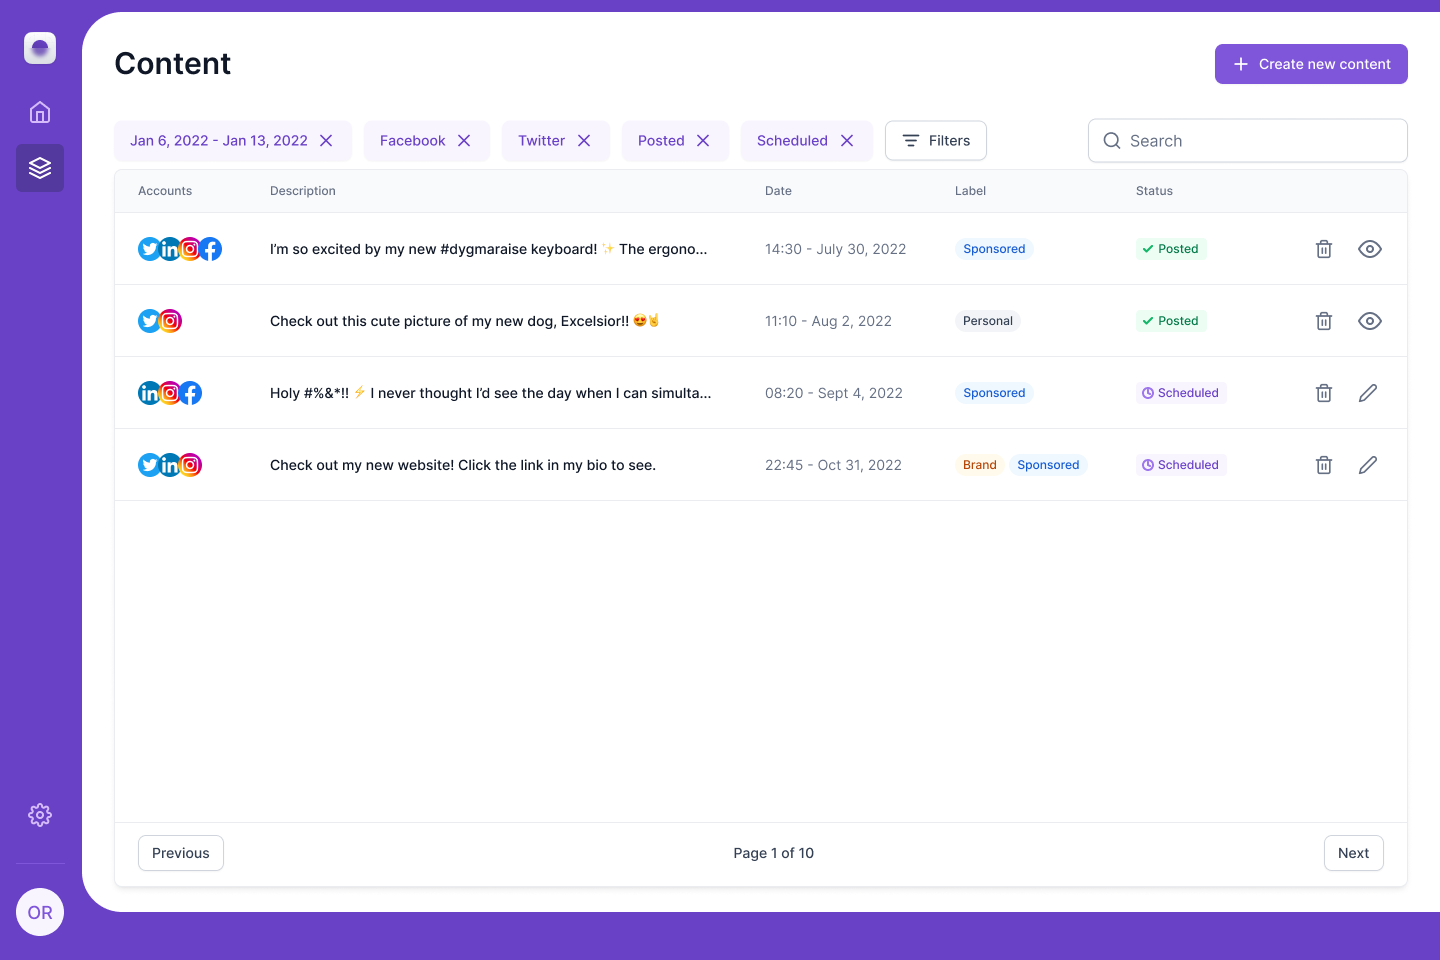 Content
Create new content
Jan 6, 2022 - Jan 13, 2022
Facebook
Twitter
Posted
Scheduled
Filters
Search
Accounts Description Date Label Status
I’m so excited by my new #dygmaraise keyboard! ✨ The ergono... 14:30 - July 30, 2022 Sponsored Posted
Check out this cute picture of my new dog, Excelsior!! 😍🤘 11:10 - Aug 2, 2022 Personal Posted
Holy #%&*!! ⚡ I never thought I’d see the day when I can simulta... 08:20 - Sept 4, 2022 Sponsored Scheduled
Check out my new website! Click the link in my bio to see. 22:45 - Oct 31, 2022 Brand Sponsored Scheduled
Previous
Page 1 of 10
Next
OR